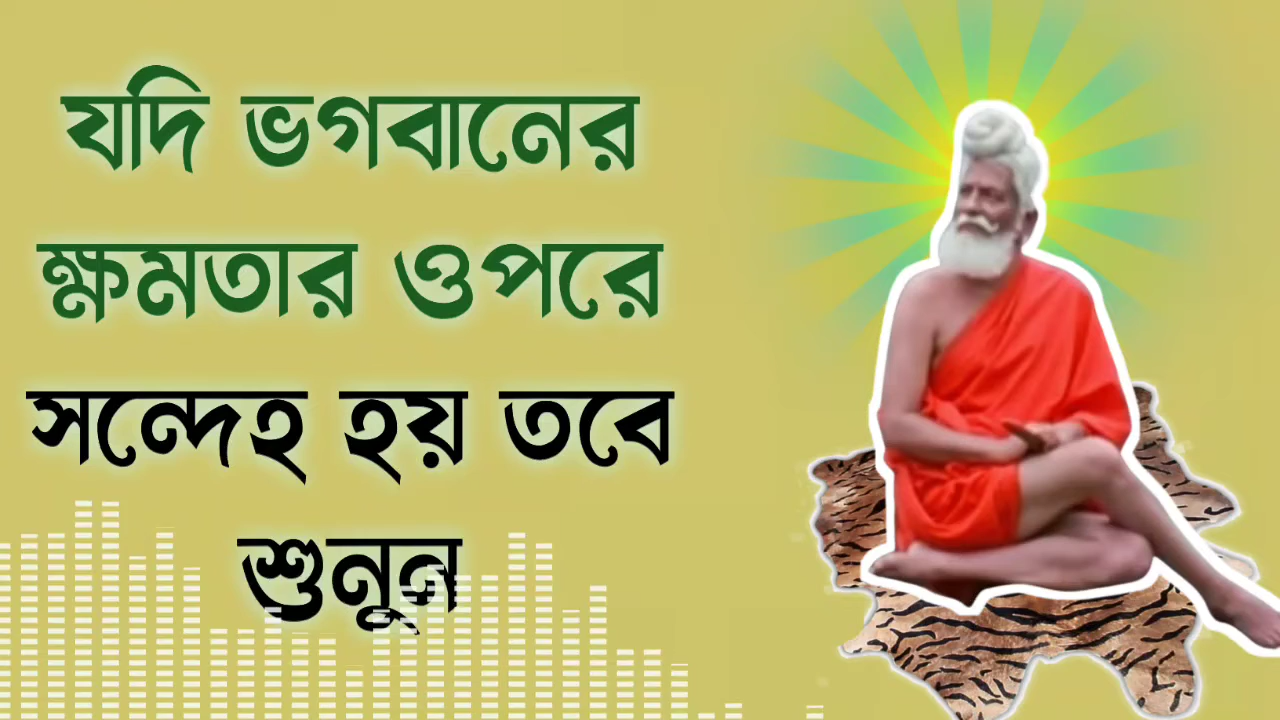 যদি ভগবানের
ক্ষমতার ওপরে
সন্দেহ হয় তবে
শুনুন